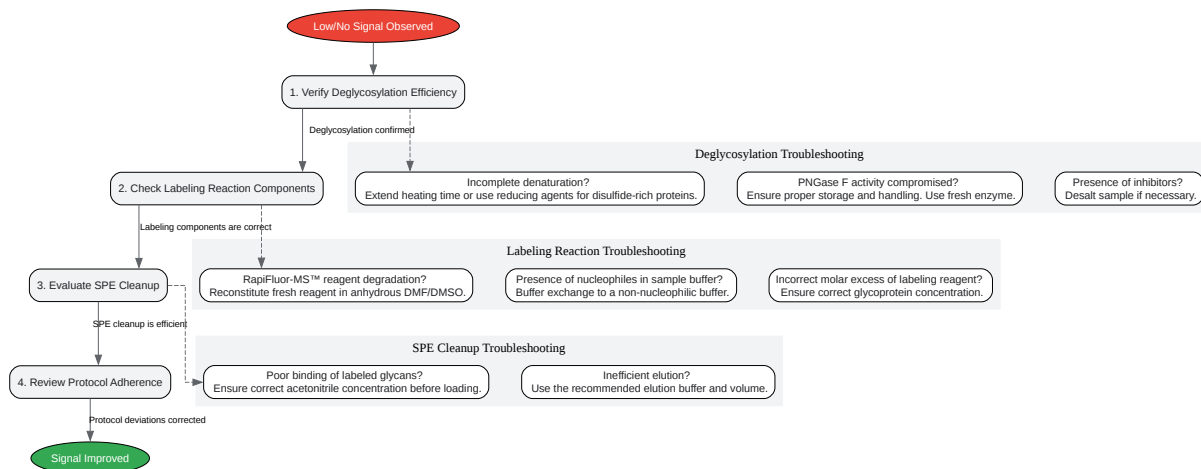 Low/No Signal Observed
1. Verify Deglycosylation Efficiency
Deglycosylation confirmed
Deglycosylation Troubleshooting
Incomplete denaturation?
Extend heating time or use reducing agents for disulfide-rich proteins.
PNGase F activity compromised?
Ensure proper storage and handling. Use fresh enzyme.
Presence of inhibitors?
Desalt sample if necessary.
2. Check Labeling Reaction Components
Labeling components are correct
Labeling Reaction Troubleshooting
RapiFluor-MS™ reagent degradation?
Reconstitute fresh reagent in anhydrous DMF/DMSO.
Presence of nucleophiles in sample buffer?
Buffer exchange to a non-nucleophilic buffer.
Incorrect molar excess of labeling reagent?
Ensure correct glycoprotein concentration.
3. Evaluate SPE Cleanup
SPE cleanup is efficient
SPE Cleanup Troubleshooting
Poor binding of labeled glycans?
Ensure correct acetonitrile concentration before loading.
Inefficient elution?
Use the recommended elution buffer and volume.
4. Review Protocol Adherence
Protocol deviations corrected
Signal Improved